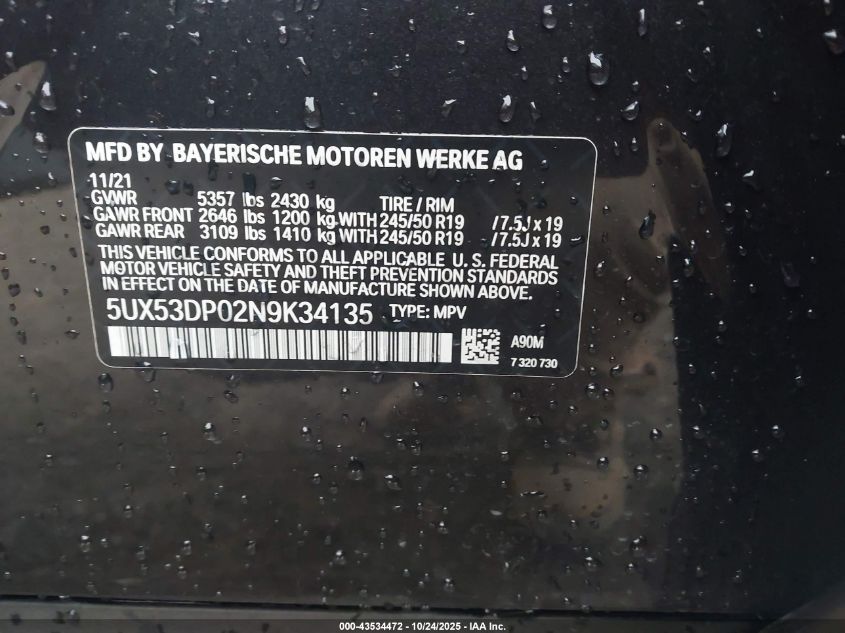 MFD BY BAYERISCHE MOTOREN WERKE AG
11/21
GVWR 5357 lbs 2430 kg TIRE / RIM
GAWR FRONT 2646 lbs 1200 kg WITH 245/50 R19 / 7.5J x 19
GAWR REAR 3109 lbs 1410 kg WITH 245/50 R19 / 7.5J x 19
THIS VEHICLE CONFORMS TO ALL APPLICABLE U. S. FEDERAL
MOTOR VEHICLE SAFETY AND THEFT PREVENTION STANDARDS
IN EFFECT ON THE DATE OF MANUFACTURE SHOWN ABOVE.
5UX53DP02N9K34135 TYPE: MPV
A90M
7 320 730
000-43534472 - 10/24/2025 - IAA Inc.